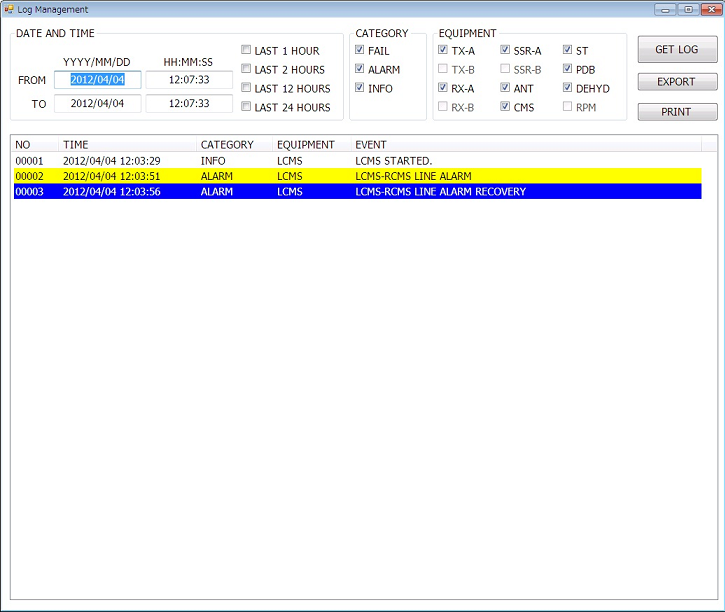 Log Management
DATE AND TIME
YYYY/MM/DD HH:MM:SS
FROM 2012/04/04 12:07:33
TO 2012/04/04 12:07:33
LAST 1 HOUR
LAST 2 HOURS
LAST 12 HOURS
LAST 24 HOURS
CATEGORY
FAIL
ALARM
INFO
EQUIPMENT
TX-A SSR-A ST
TX-B SSR-B PDB
RX-A ANT DEHYD
RX-B CMS RPM
GET LOG
EXPORT
PRINT
NO TIME CATEGORY EQUIPMENT EVENT
00001 2012/04/04 12:03:29 INFO LCMS LCMS STARTED.
00002 2012/04/04 12:03:51 ALARM LCMS LCMS-RCMS LINE ALARM
00003 2012/04/04 12:03:56 ALARM LCMS LCMS-RCMS LINE ALARM RECOVERY